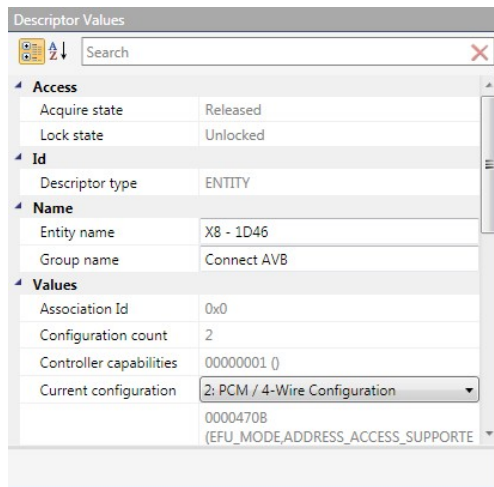 Descriptor Values
A Z Search
Access
Acquire state Released
Lock state Unlocked
Id
Descriptor type ENTITY
Name
Entity name X8 - 1D46
Group name Connect AVB
Values
Association Id 0x0
Configuration count 2
Controller capabilities 00000001 ()
Current configuration 2: PCM / 4-Wire Configuration
0000470B
(EFU_MODE,ADDRESS_ACCESS_SUPPORTE